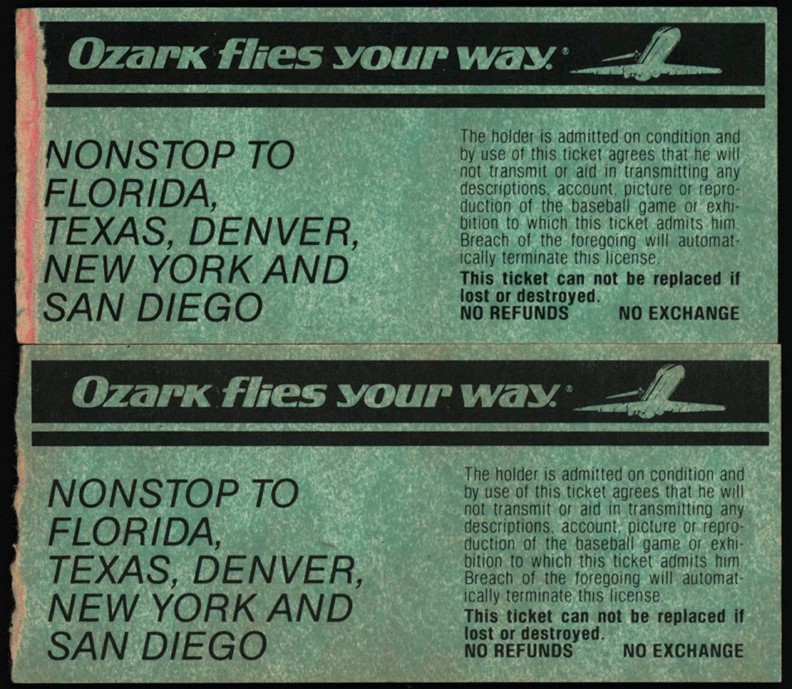 Ozark flies your way.®
NONSTOP TO
FLORIDA,
TEXAS, DENVER,
NEW YORK AND
SAN DIEGO
The holder is admitted on condition and
by use of this ticket agrees that he will
not transmit or aid in transmitting any
descriptions, account, picture or repro-
duction of the baseball game or exhi-
bition to which this ticket admits him.
Breach of the foregoing will automat-
ically terminate this license.
This ticket can not be replaced if
lost or destroyed.
NO REFUNDS NO EXCHANGE
Ozark flies your way.®
NONSTOP TO
FLORIDA,
TEXAS, DENVER,
NEW YORK AND
SAN DIEGO
The holder is admitted on condition and
by use of this ticket agrees that he will
not transmit or aid in transmitting any
descriptions, account, picture or repro-
duction of the baseball game or exhi-
bition to which this ticket admits him.
Breach of the foregoing will automat-
ically terminate this license.
This ticket can not be replaced if
lost or destroyed.
NO REFUNDS NO EXCHANGE